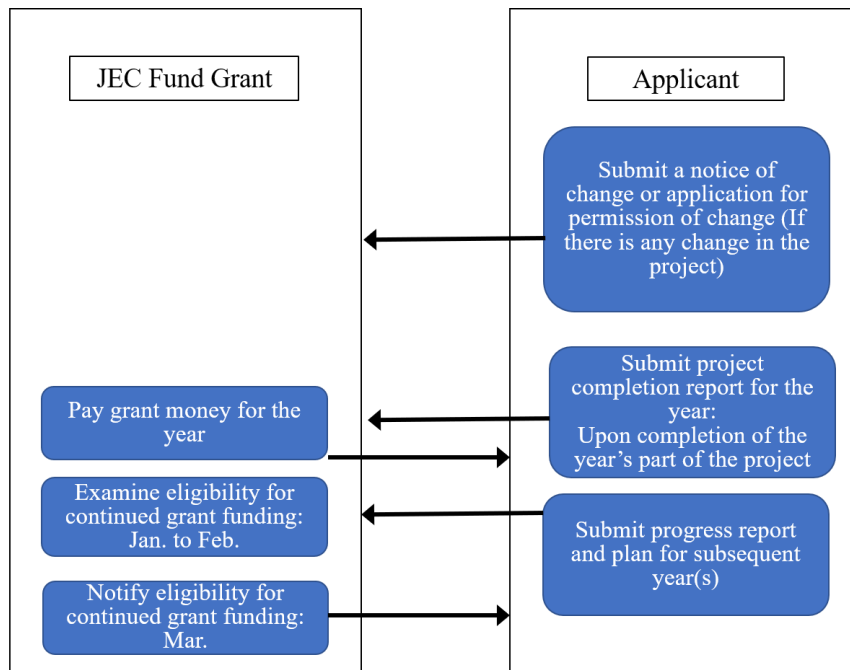 JEC Fund Grant
Applicant
Submit a notice of
change or application for
permission of change (If
there is any change in the
project)
Submit project
completion report for the
year:
Upon completion of the
year’s part of the project
Pay grant money for the
year
Examine eligibility for
continued grant funding:
Jan. to Feb.
Submit progress report
and plan for subsequent
year(s)
Notify eligibility for
continued grant funding:
Mar.